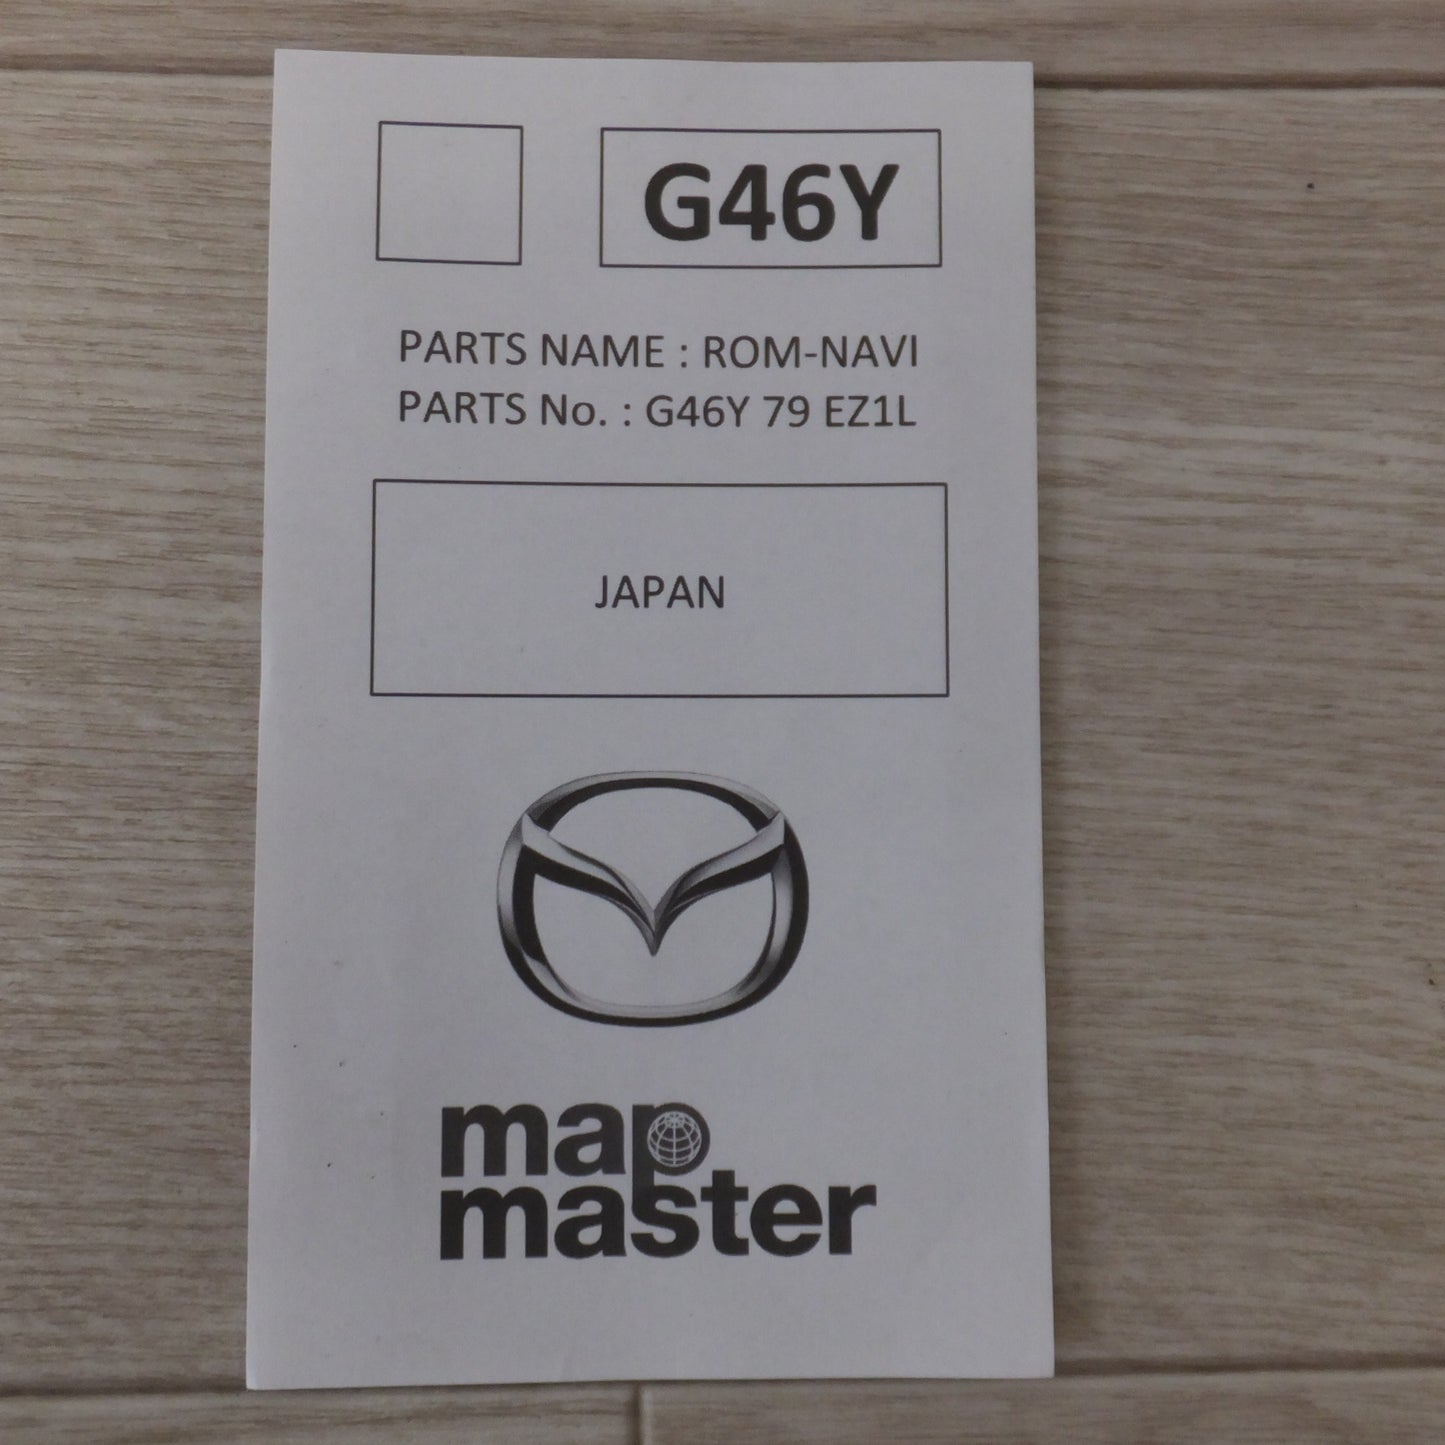 G46Y
PARTS NAME : ROM-NAVI
PARTS No. : G46Y 79 EZ1L
JAPAN
map
master